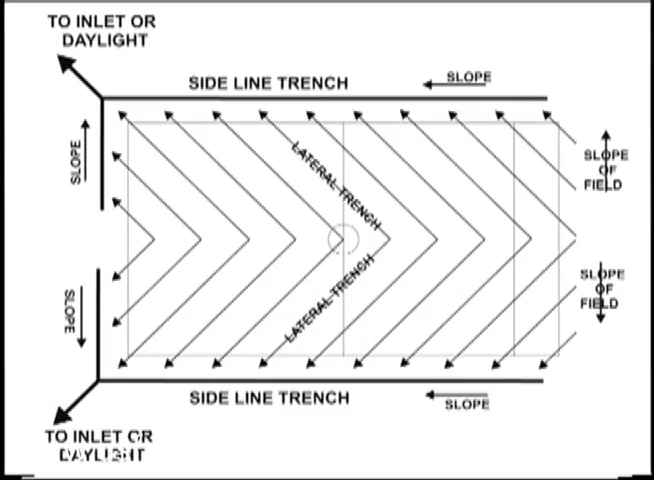 TO INLET OR
DAYLIGHT
SIDE LINE TRENCH
SLOPE
SLOPE
LATERAL TRENCH
SLOPE
OF
FIELD
SLOPE
LATERAL TRENCH
SLOPE
OF
FIELD
SIDE LINE TRENCH
SLOPE
TO INLET OR
DAYLIGHT